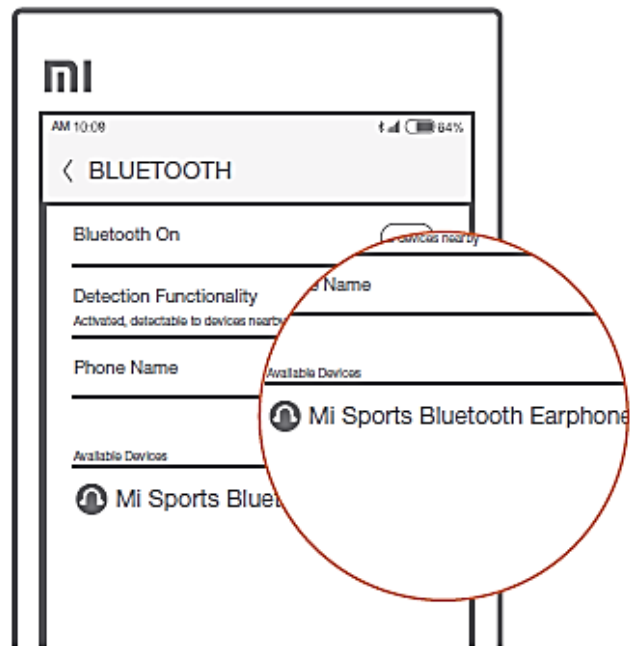 mi
AM 10:08
64%
< BLUETOOTH
Bluetooth On
devices nearby
Detection Functionality
Activated, detectable to devices nearby
Name
Phone Name
Available Devices
Mi Sports Bluetooth Earphone
Available Devices
Mi Sports Bluet